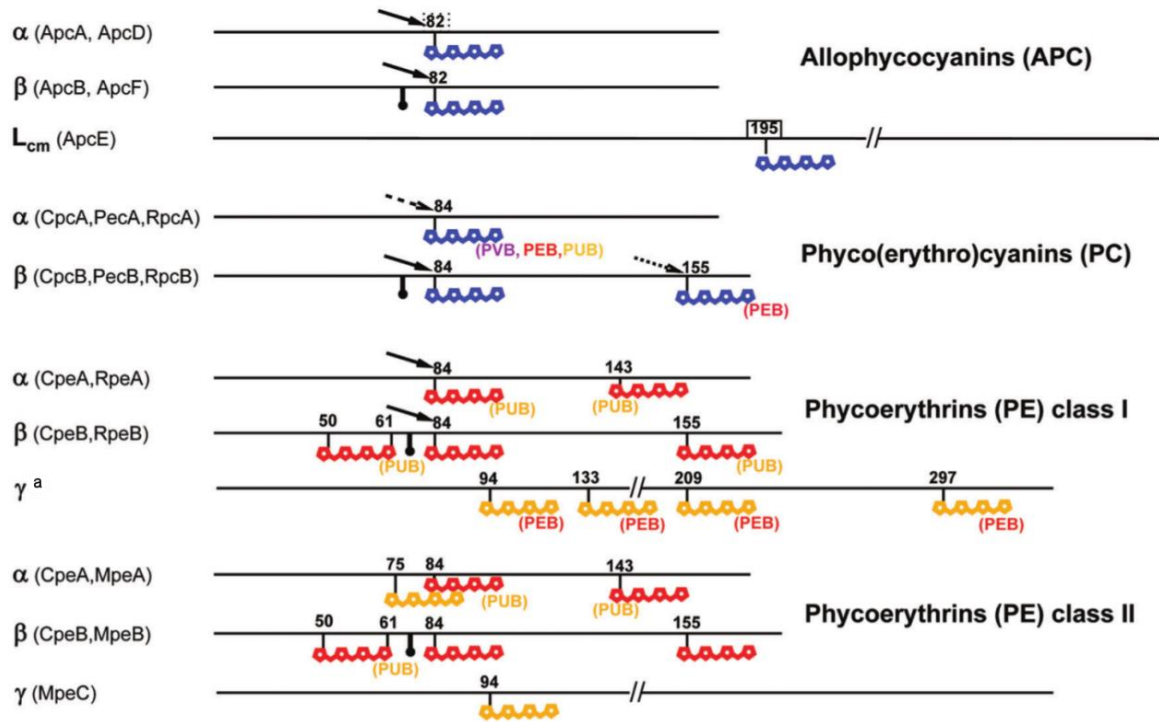 82
α (ApcA, ApcD)
Allophycocyanins (APC)
82
β (ApcB, ApcF)
195
Lcm (ApcE)
//
84
α (CpcA,PecA,RpcA)
(PVB, PEB,PUB)
Phyco(erythro)cyanins (PC)
84 155
β (CpcB,PecB,RpcB)
(PEB)
84 143
α (CpeA,RpeA)
(PUB) (PUB)
Phycoerythrins (PE) class I
50 61 84 155
β (CpeB,RpeB)
(PUB) (PUB)
94 133 // 209 297
γ a
(PEB) (PEB) (PEB) (PEB)
75 84 143
α (CpeA,MpeA)
(PUB) (PUB)
Phycoerythrins (PE) class II
50 61 84 155
β (CpeB,MpeB)
(PUB)
94 //
γ (MpeC)